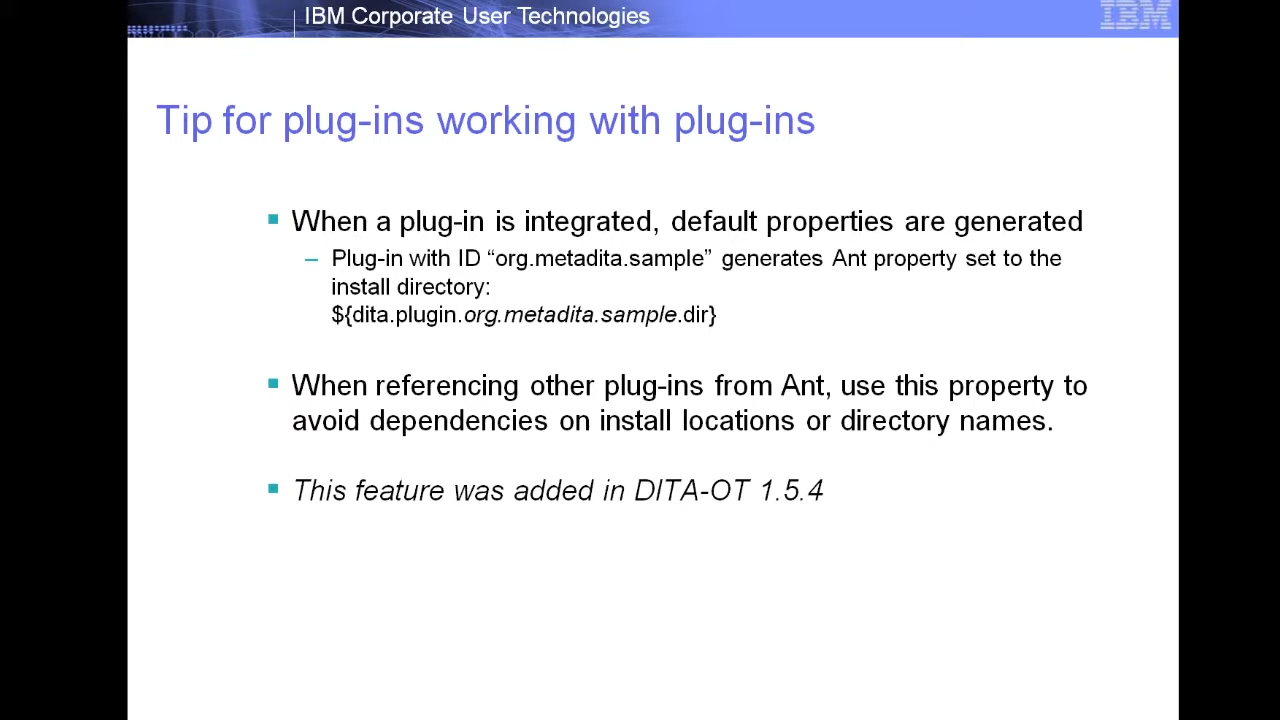 IBM Corporate User Technologies
IBM
Tip for plug-ins working with plug-ins
When a plug-in is integrated, default properties are generated
– Plug-in with ID “org.metadita.sample” generates Ant property set to the
install directory:
${dita.plugin.org.metadita.sample.dir}
When referencing other plug-ins from Ant, use this property to
avoid dependencies on install locations or directory names.
This feature was added in DITA-OT 1.5.4